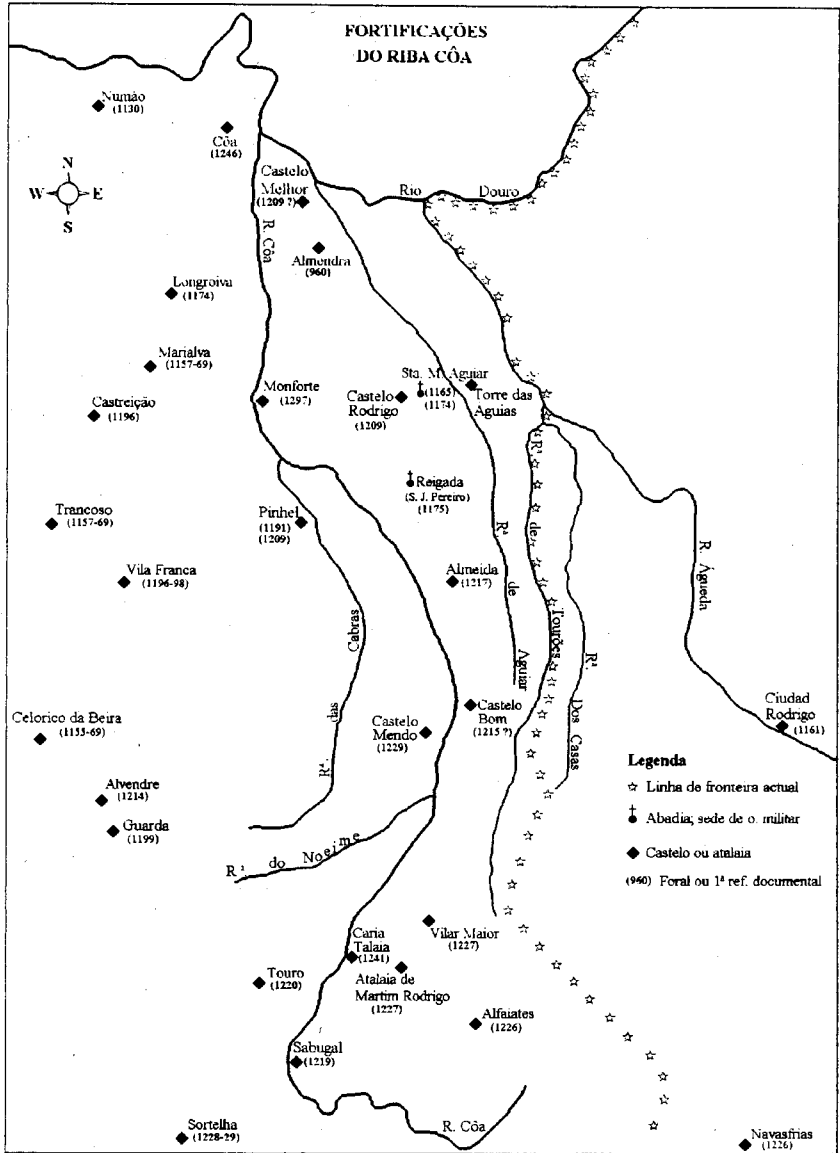 FORTIFICAÇÕES
DO RIBA CÔA
Numão
(1130)
Côa
(1246)
N
W E
S
Castelo
Melhor
(1209 ?)
Rio Douro
R. Côa
Almendra
(960)
Longroiva
(1174)
Marialva
(1157-69)
Castreição
(1196)
Monforte
(1297)
Castelo
Rodrigo
(1209)
Sta. M. Aguiar
(1165)
1174)
Torre das
Aguias
Reigada
(S. J. Pereiro)
(1175)
Trancoso
(1157-69)
Pinhel
(1191)
(1209)
Vila Franca
(1196-98)
Almeida
(1217)
Rª. de Aguiar
Rª. de Tourões
Rª. Dos Casas
R. Águeda
Rª. das Cabras
Celorico da Beira
(1155-69)
Castelo
Mendo
(1229)
Castelo
Bom
(1215 ?)
Ciudad
Rodrigo
(1161)
Alvendre
(1214)
Guarda
(1199)
Rª do Noeime
Legenda
Linha de fronteira actual
Abadia; sede de o. militar
Castelo ou atalaia
(960) Foral ou 1ª ref. documental
Vilar Maior
(1227)
Caria
Talaia
(1241)
Touro
(1220)
Atalaia de
Martim Rodrigo
(1227)
Alfaiates
(1226)
Sabugal
(1219)
R. Côa
Sortelha
(1228-29)
Navasfrias
(1226)